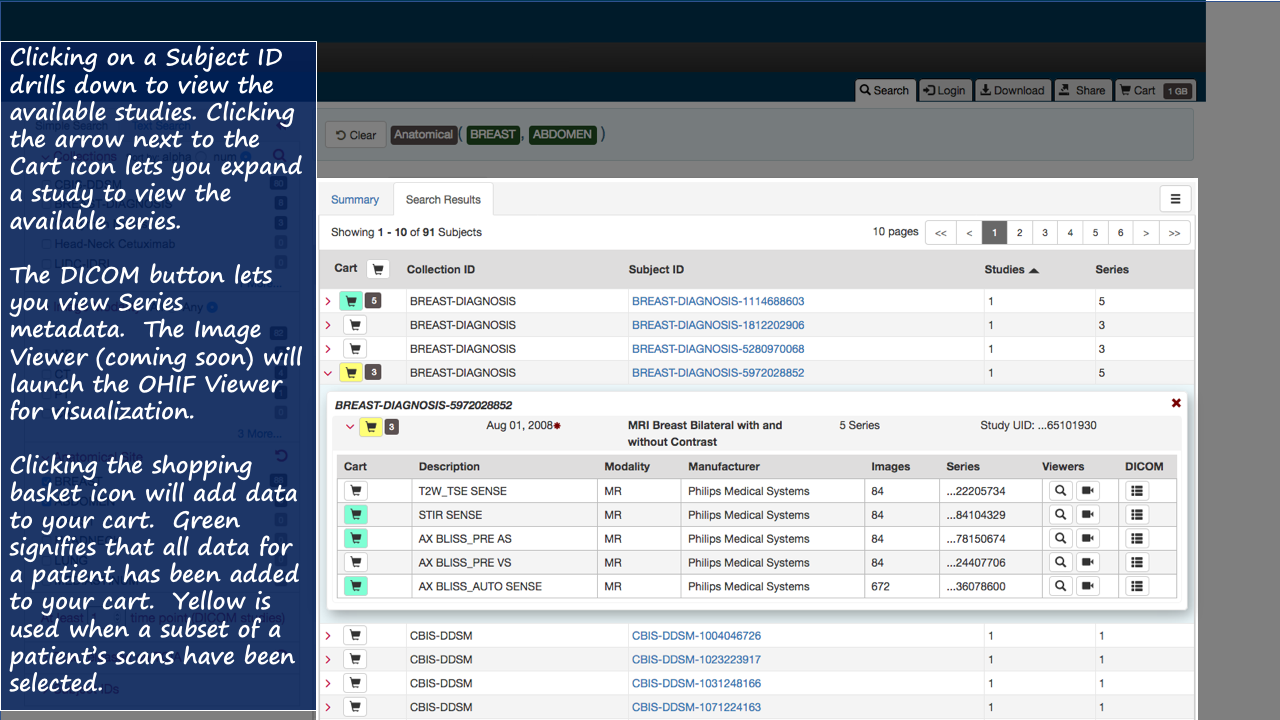 Clicking on a Subject ID
drills down to view the
available studies. Clicking
the arrow next to the
Cart icon lets you expand
a study to view the
available series.
The DICOM button lets
you view Series
metadata. The Image
Viewer (coming soon) will
launch the OHIF Viewer
for visualization.
Clicking the shopping
basket icon will add data
to your cart. Green
signifies that all data for
a patient has been added
to your cart. Yellow is
used when a subset of a
patient's scans have been
selected.
Head-Neck Cetuximab
3 More...
Search Login Download Share Cart 1 GB
Clear Anatomical ( BREAST , ABDOMEN )
Summary Search Results
Showing 1 - 10 of 91 Subjects 10 pages << < 1 2 3 4 5 6 > >>
Cart Collection ID Subject ID Studies Series
5 BREAST-DIAGNOSIS BREAST-DIAGNOSIS-1114688603 1 5
BREAST-DIAGNOSIS BREAST-DIAGNOSIS-1812202906 1 3
BREAST-DIAGNOSIS BREAST-DIAGNOSIS-5280970068 1 3
3 BREAST-DIAGNOSIS BREAST-DIAGNOSIS-5972028852 1 5
BREAST-DIAGNOSIS-5972028852
3 Aug 01, 2008 MRI Breast Bilateral with and 5 Series Study UID: ...65101930
without Contrast
Cart Description Modality Manufacturer Images Series Viewers DICOM
T2W_TSE SENSE MR Philips Medical Systems 84 ...22205734
STIR SENSE MR Philips Medical Systems 84 ...84104329
AX BLISS_PRE AS MR Philips Medical Systems 84 ...78150674
AX BLISS_PRE VS MR Philips Medical Systems 84 ...24407706
AX BLISS_AUTO SENSE MR Philips Medical Systems 672 ...36078600
CBIS-DDSM CBIS-DDSM-1004046726 1 1
CBIS-DDSM CBIS-DDSM-1023223917 1 1
CBIS-DDSM CBIS-DDSM-1031248166 1 1
CBIS-DDSM CBIS-DDSM-1071224163 1 1